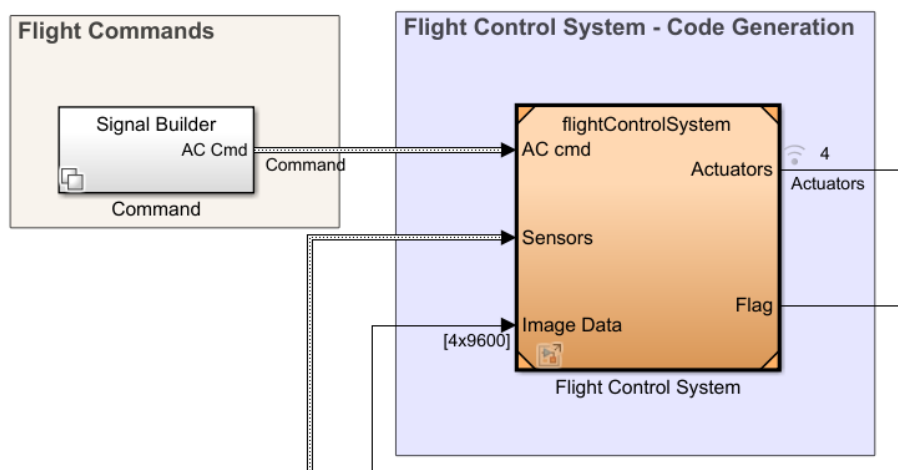 Flight Commands
Signal Builder
AC Cmd
Command
Command
Flight Control System - Code Generation
flightControlSystem
AC cmd
Actuators
4
Actuators
Sensors
Flag
Image Data
[4x9600]
Flight Control System